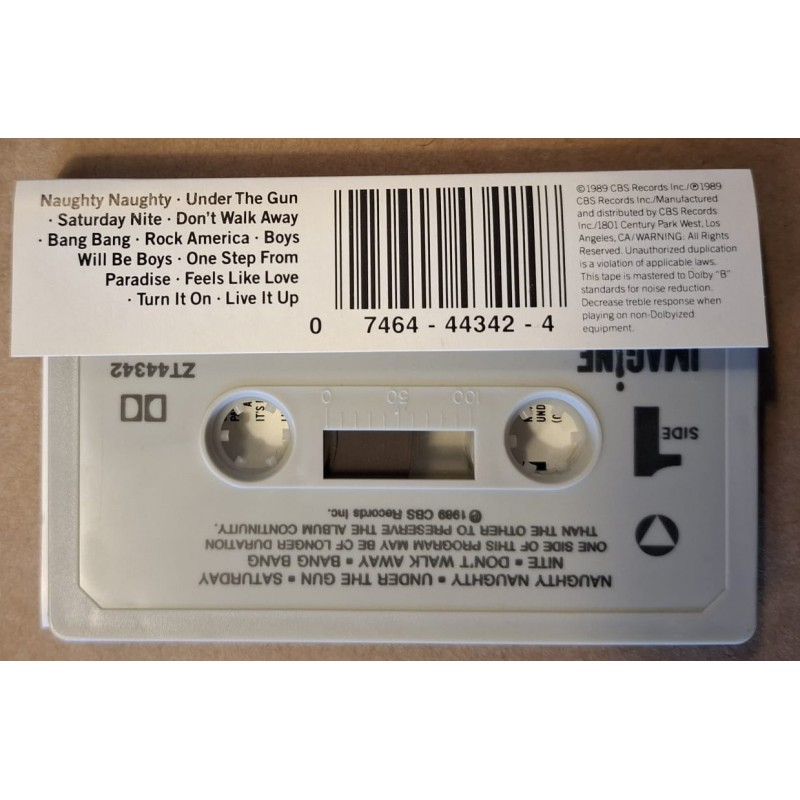 Naughty Naughty · Under The Gun
· Saturday Nite · Don't Walk Away
· Bang Bang · Rock America · Boys
Will Be Boys · One Step From
Paradise · Feels Like Love
· Turn It On · Live It Up
0 7464 - 44342 - 4
©1989 CBS Records Inc./℗1989
CBS Records Inc./Manufactured
and distributed by CBS Records
Inc./1801 Century Park West, Los
Angeles, CA/WARNING: All Rights
Reserved. Unauthorized duplication
is a violation of applicable laws.
This tape is mastered to Dolby "B"
standards for noise reduction.
Decrease treble response when
playing on non-Dolbyized
equipment.
NAUGHTY NAUGHTY ▪ UNDER THE GUN ▪ SATURDAY
NITE ▪ DON'T WALK AWAY ▪ BANG BANG
ONE SIDE OF THIS PROGRAM MAY BE OF LONGER DURATION
THAN THE OTHER TO PRESERVE THE ALBUM CONTINUITY.
℗ 1989 CBS Records Inc.
SIDE 1
100 50 0
IMAGINE
ZT44342